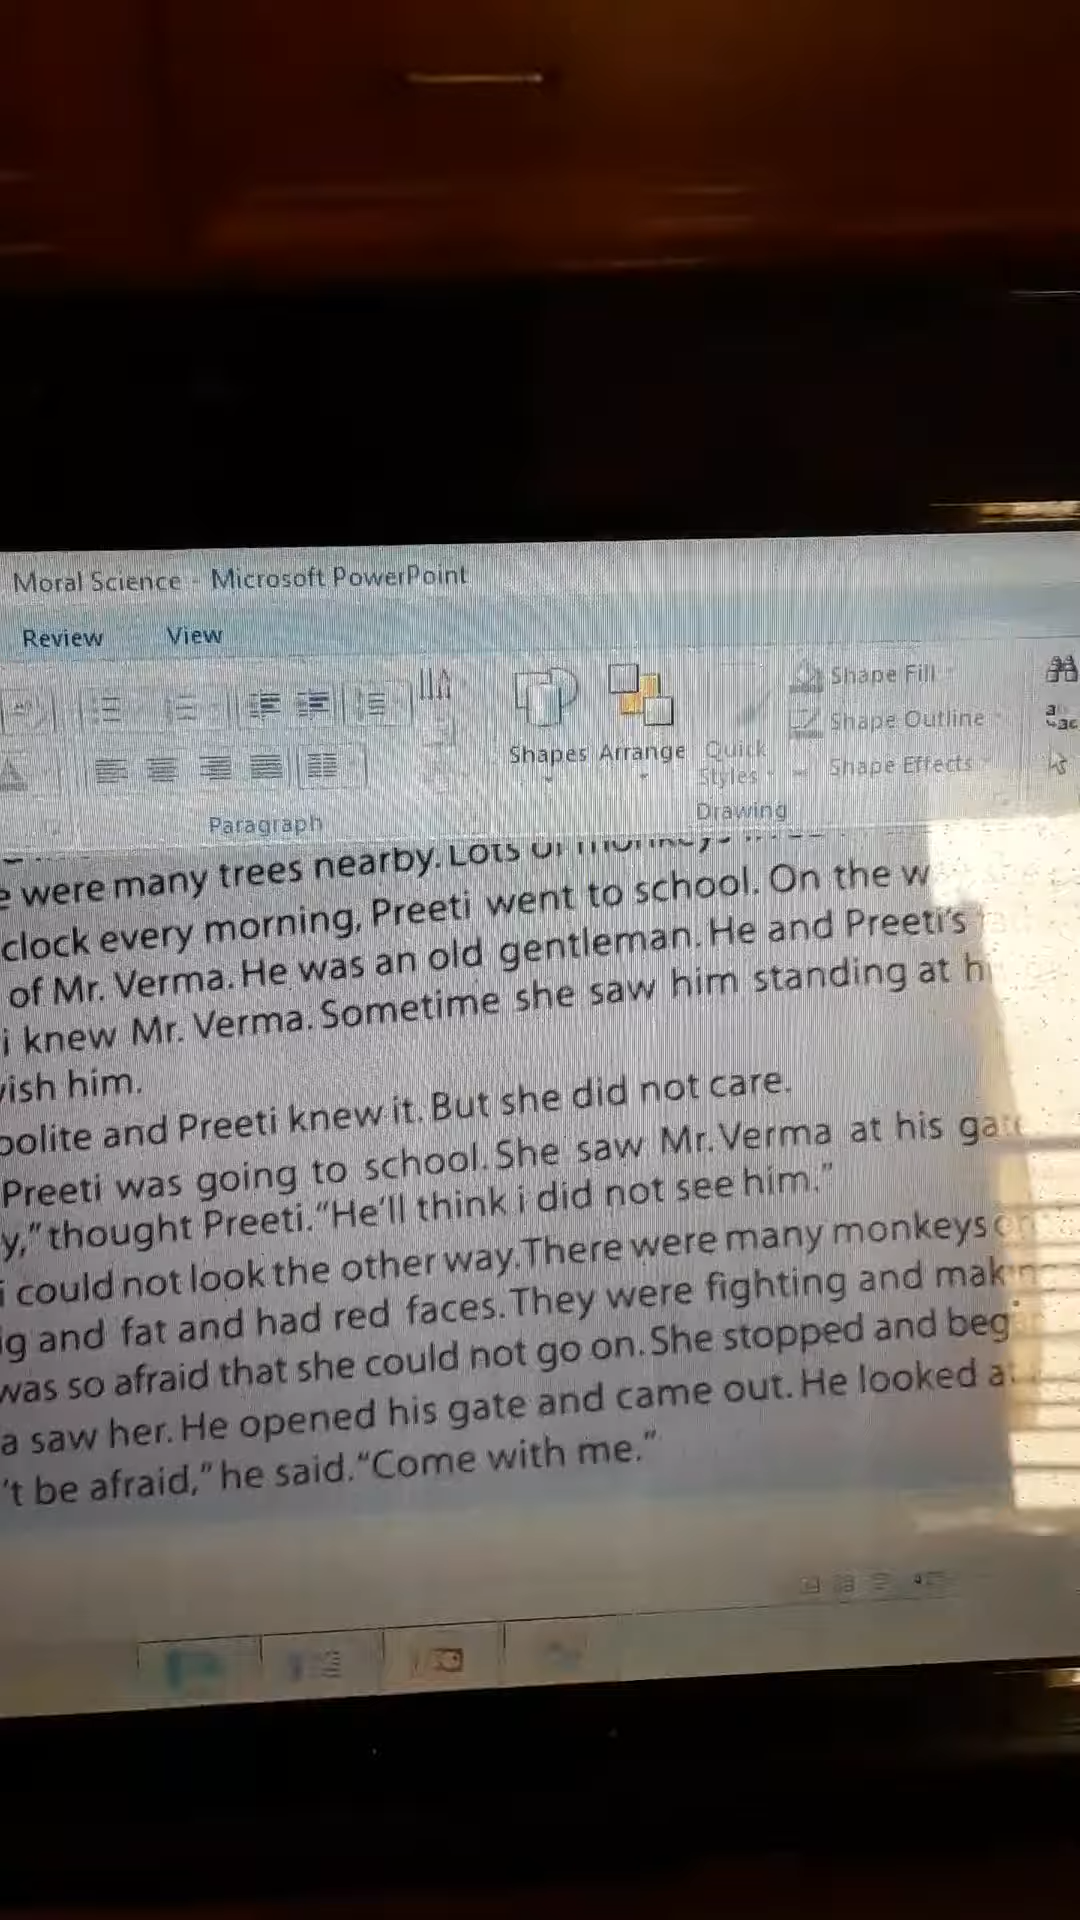 Moral Science - Microsoft PowerPoint
Review View
Shape Fill
Shape Outline
Shapes Arrange Quick Styles
Shape Effects
Paragraph Drawing
were many trees nearby. Lots of
clock every morning, Preeti went to school. On the
of Mr. Verma. He was an old gentleman. He and Preeti's
i knew Mr. Verma. Sometime she saw him standing at
him.
polite and Preeti knew it. But she did not care.
Preeti was going to school. She saw Mr. Verma at his
y," thought Preeti. "He'll think i did not see him."
i could not look the other way. There were many monkeys
and fat and had red faces. They were fighting and
was so afraid that she could not go on. She stopped and
a saw her. He opened his gate and came out. He looked
't be afraid," he said. "Come with me."